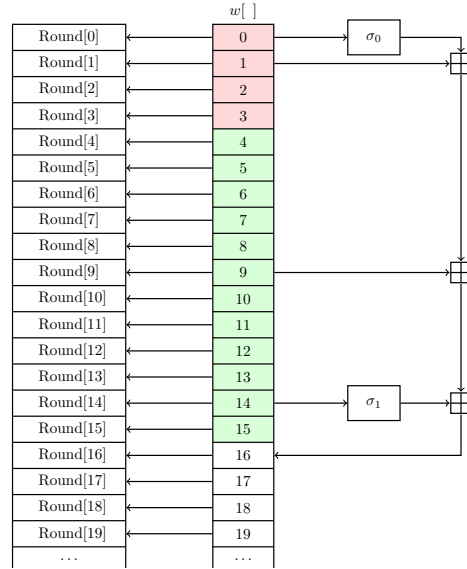 w[ ]
Round[0] 0 σ₀
Round[1] 1
Round[2] 2
Round[3] 3
Round[4] 4
Round[5] 5
Round[6] 6
Round[7] 7
Round[8] 8
Round[9] 9
Round[10] 10
Round[11] 11
Round[12] 12
Round[13] 13
Round[14] 14 σ₁
Round[15] 15
Round[16] 16
Round[17] 17
Round[18] 18
Round[19] 19
... ...